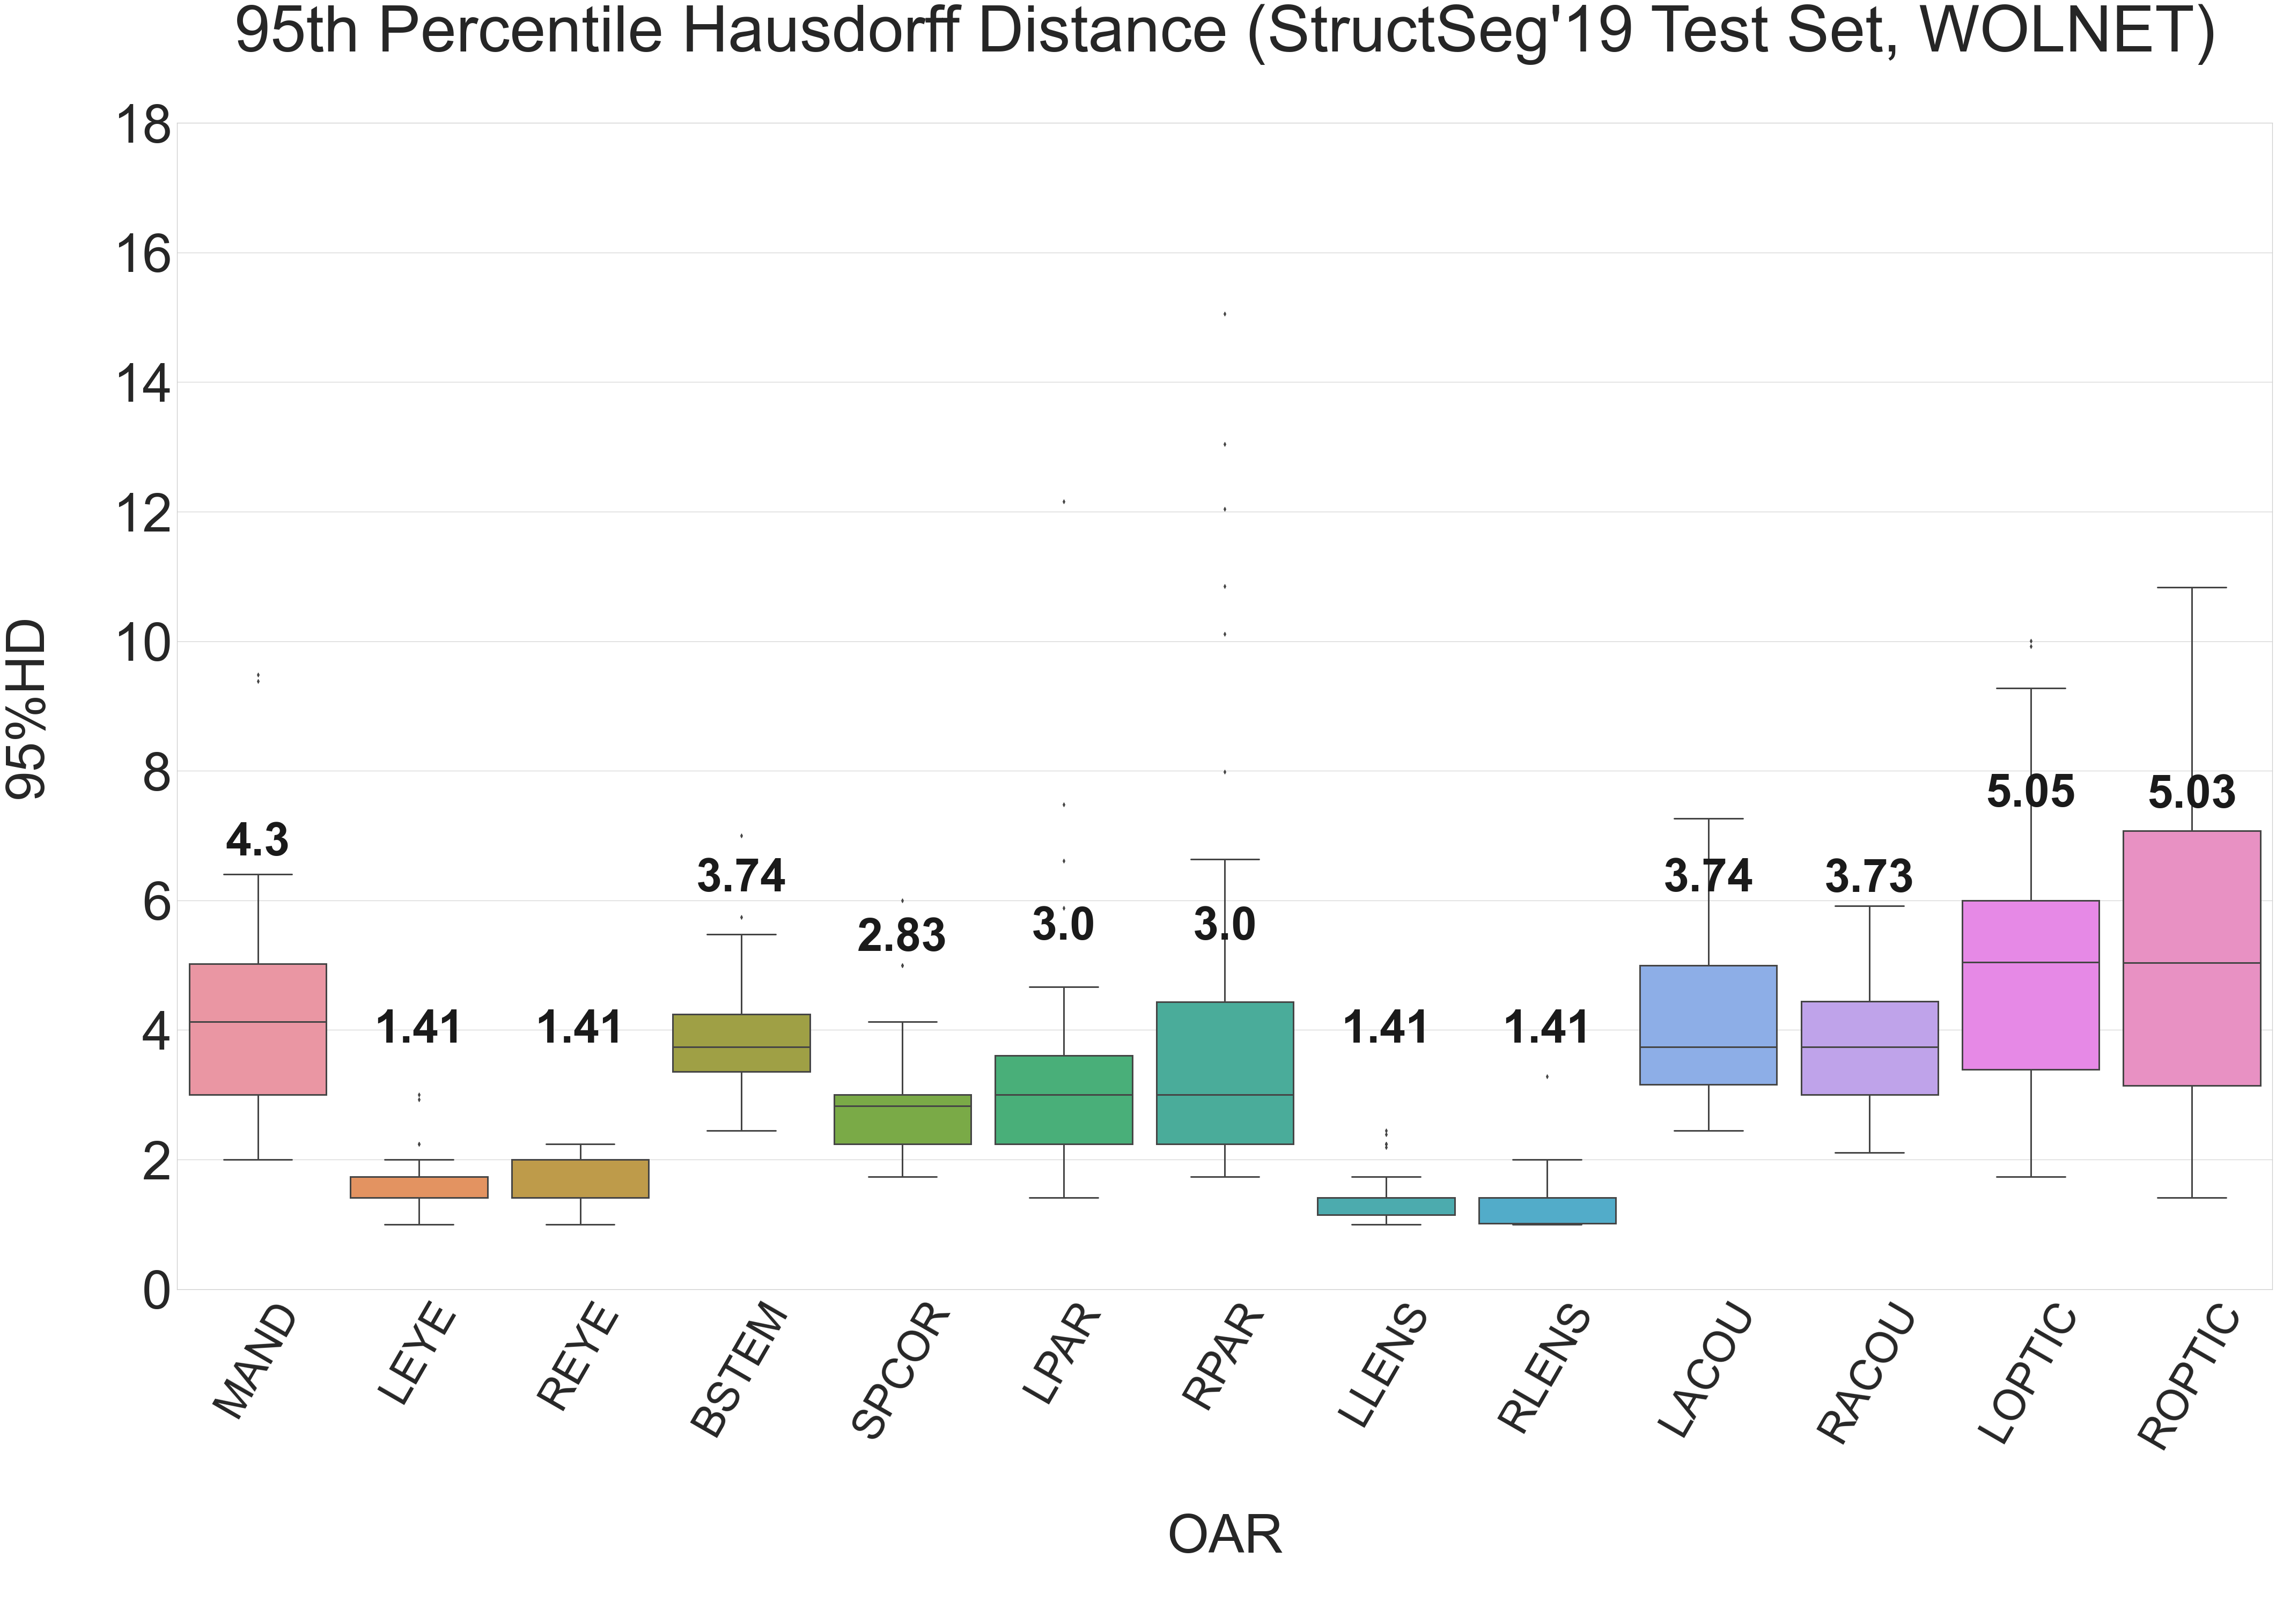 95th Percentile Hausdorff Distance (StructSeg'19 Test Set, WOLNET)
18
16
14
12
10
8
6
4
2
0
95%HD
4.3
1.41
1.41
3.74
2.83
3.0
3.0
1.41
1.41
3.74
3.73
5.05
5.03
MAND
LEYE
REYE
BSTEM
SPCOR
LPAR
RPAR
LLENS
RLENS
LACOU
RACOU
LOPTIC
ROPTIC
OAR